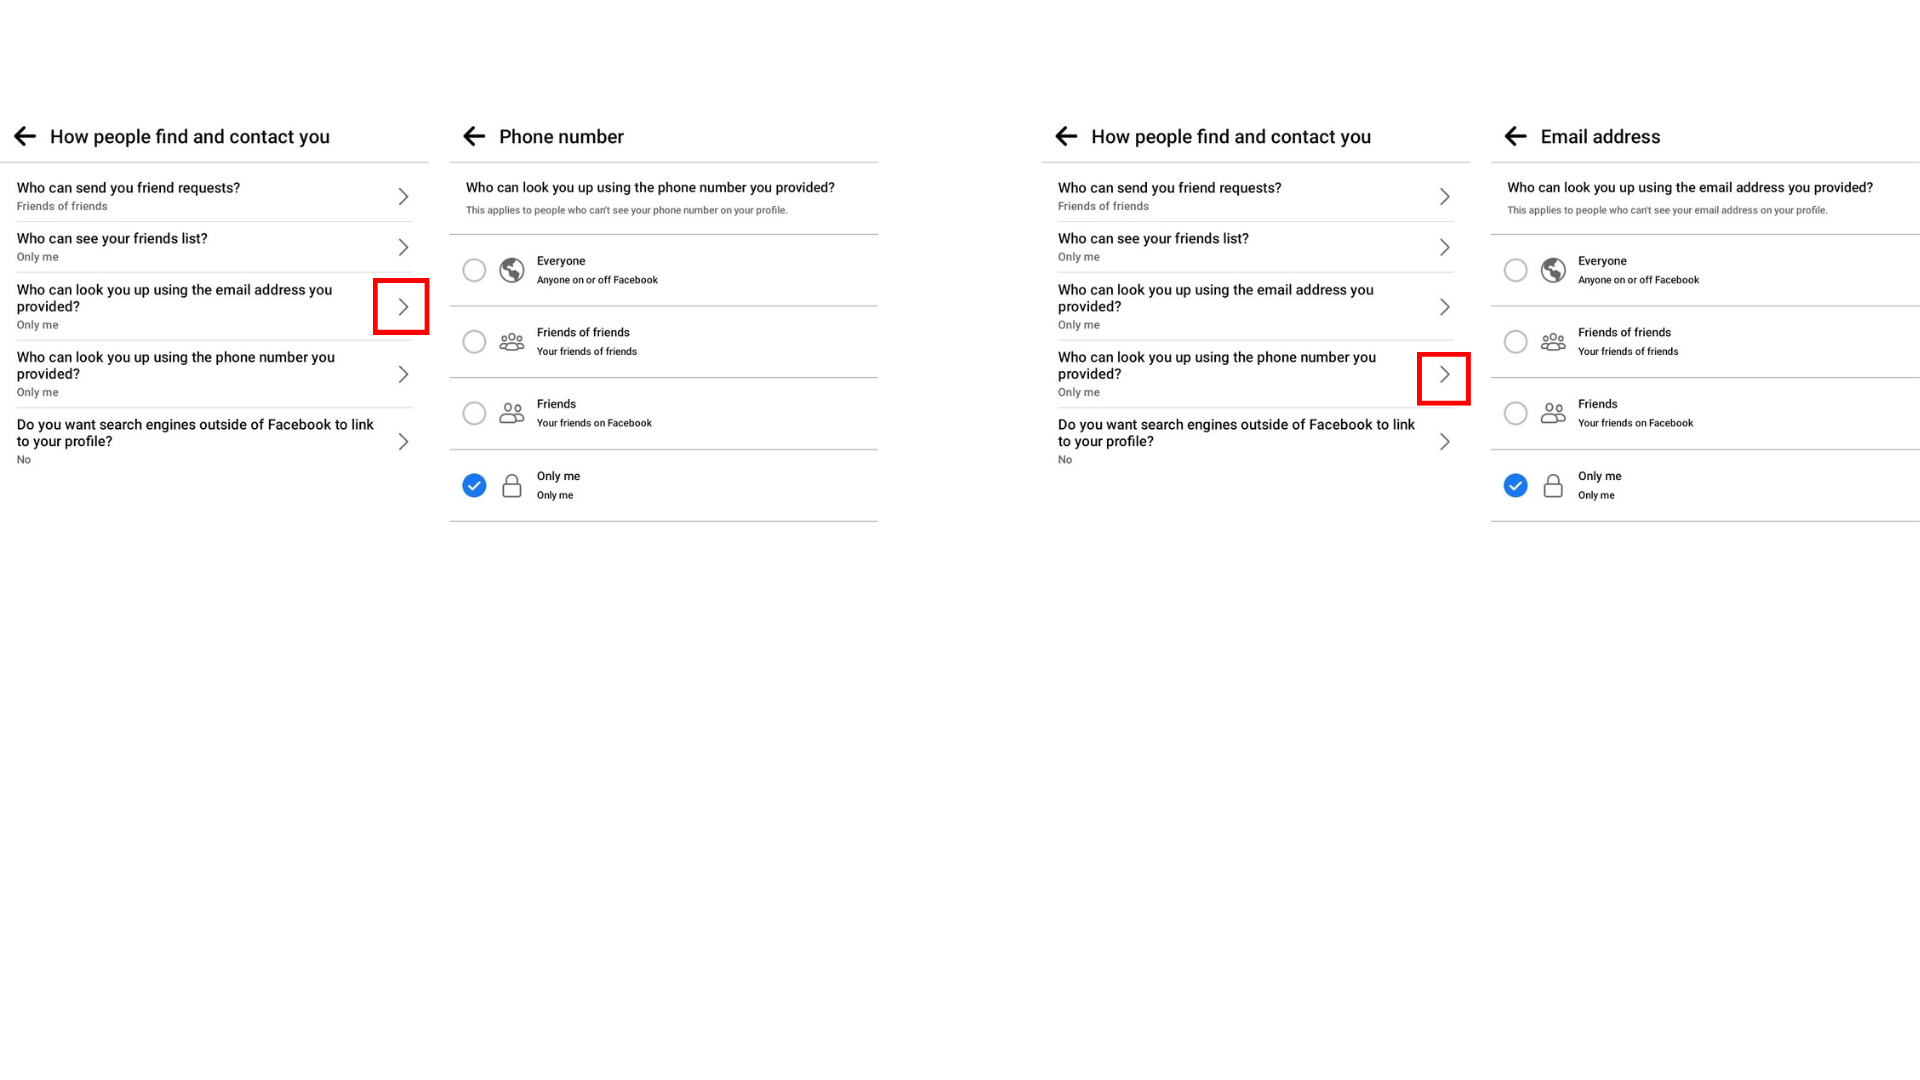 How people find and contact you
Who can send you friend requests?
Friends of friends
Who can see your friends list?
Only me
Who can look you up using the email address you
provided?
Only me
Who can look you up using the phone number you
provided?
Only me
Do you want search engines outside of Facebook to link
to your profile?
No
Phone number
Who can look you up using the phone number you provided?
This applies to people who can't see your phone number on your profile.
Everyone
Anyone on or off Facebook
Friends of friends
Your friends of friends
Friends
Your friends on Facebook
Only me
Only me
How people find and contact you
Who can send you friend requests?
Friends of friends
Who can see your friends list?
Only me
Who can look you up using the email address you
provided?
Only me
Who can look you up using the phone number you
provided?
Only me
Do you want search engines outside of Facebook to link
to your profile?
No
Email address
Who can look you up using the email address you provided?
This applies to people who can't see your email address on your profile.
Everyone
Anyone on or off Facebook
Friends of friends
Your friends of friends
Friends
Your friends on Facebook
Only me
Only me